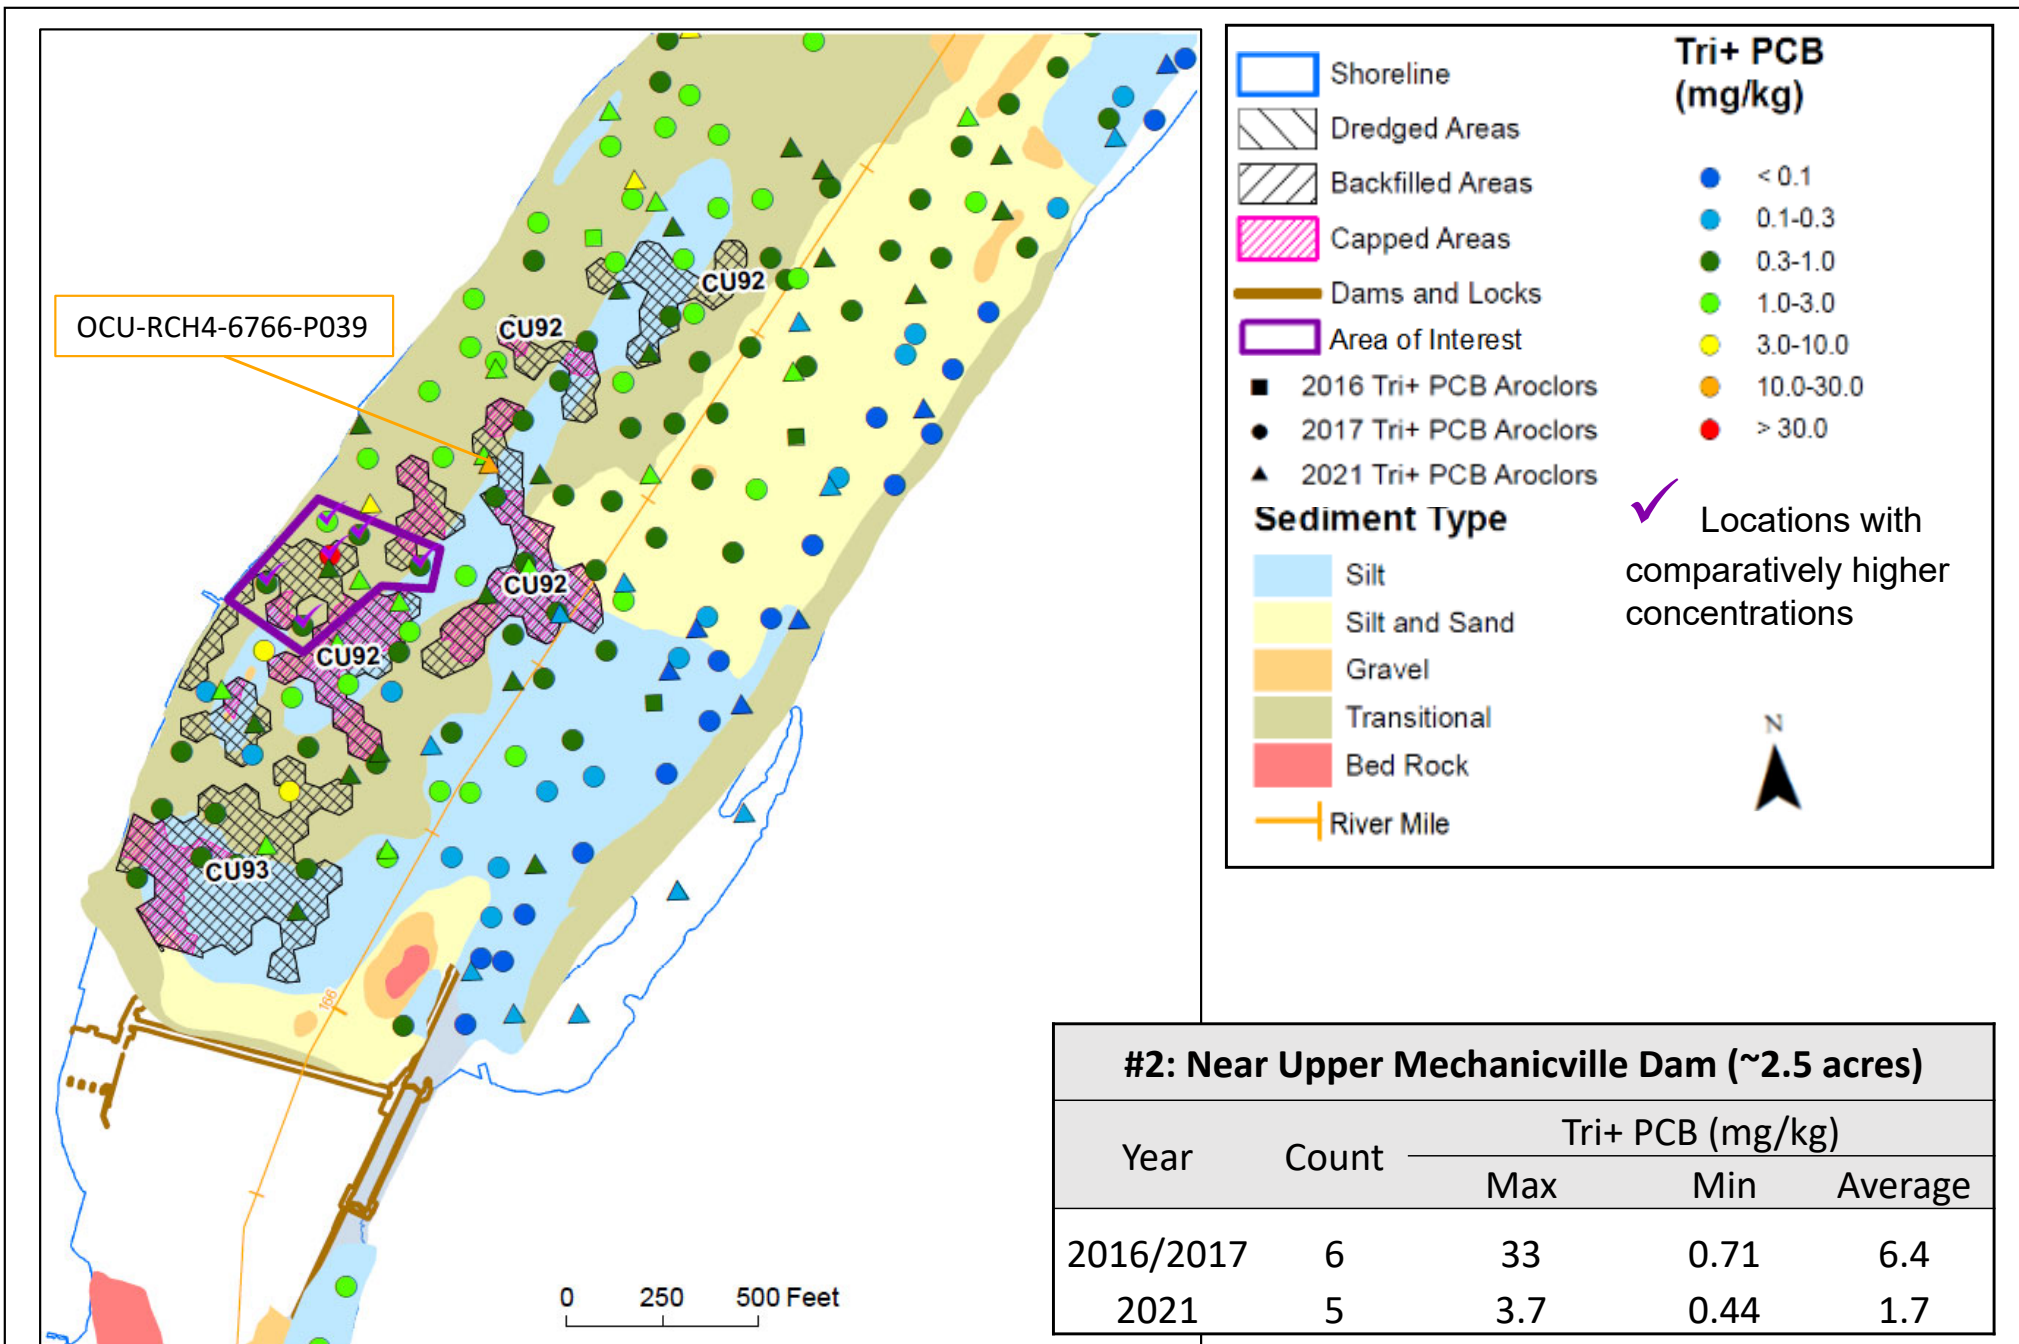 OCU-RCH4-6766-P039
CU92
CU92
CU92
CU92
CU93
166
0 250 500 Feet
Shoreline
Dredged Areas
Backfilled Areas
Capped Areas
Dams and Locks
Area of Interest
2016 Tri+ PCB Aroclors
2017 Tri+ PCB Aroclors
2021 Tri+ PCB Aroclors
Sediment Type
Silt
Silt and Sand
Gravel
Transitional
Bed Rock
River Mile
Tri+ PCB
(mg/kg)
< 0.1
0.1-0.3
0.3-1.0
1.0-3.0
3.0-10.0
10.0-30.0
> 30.0
Locations with
comparatively higher
concentrations
N
#2: Near Upper Mechanicville Dam (~2.5 acres)
Year Count Tri+ PCB (mg/kg)
Max Min Average
2016/2017 6 33 0.71 6.4
2021 5 3.7 0.44 1.7